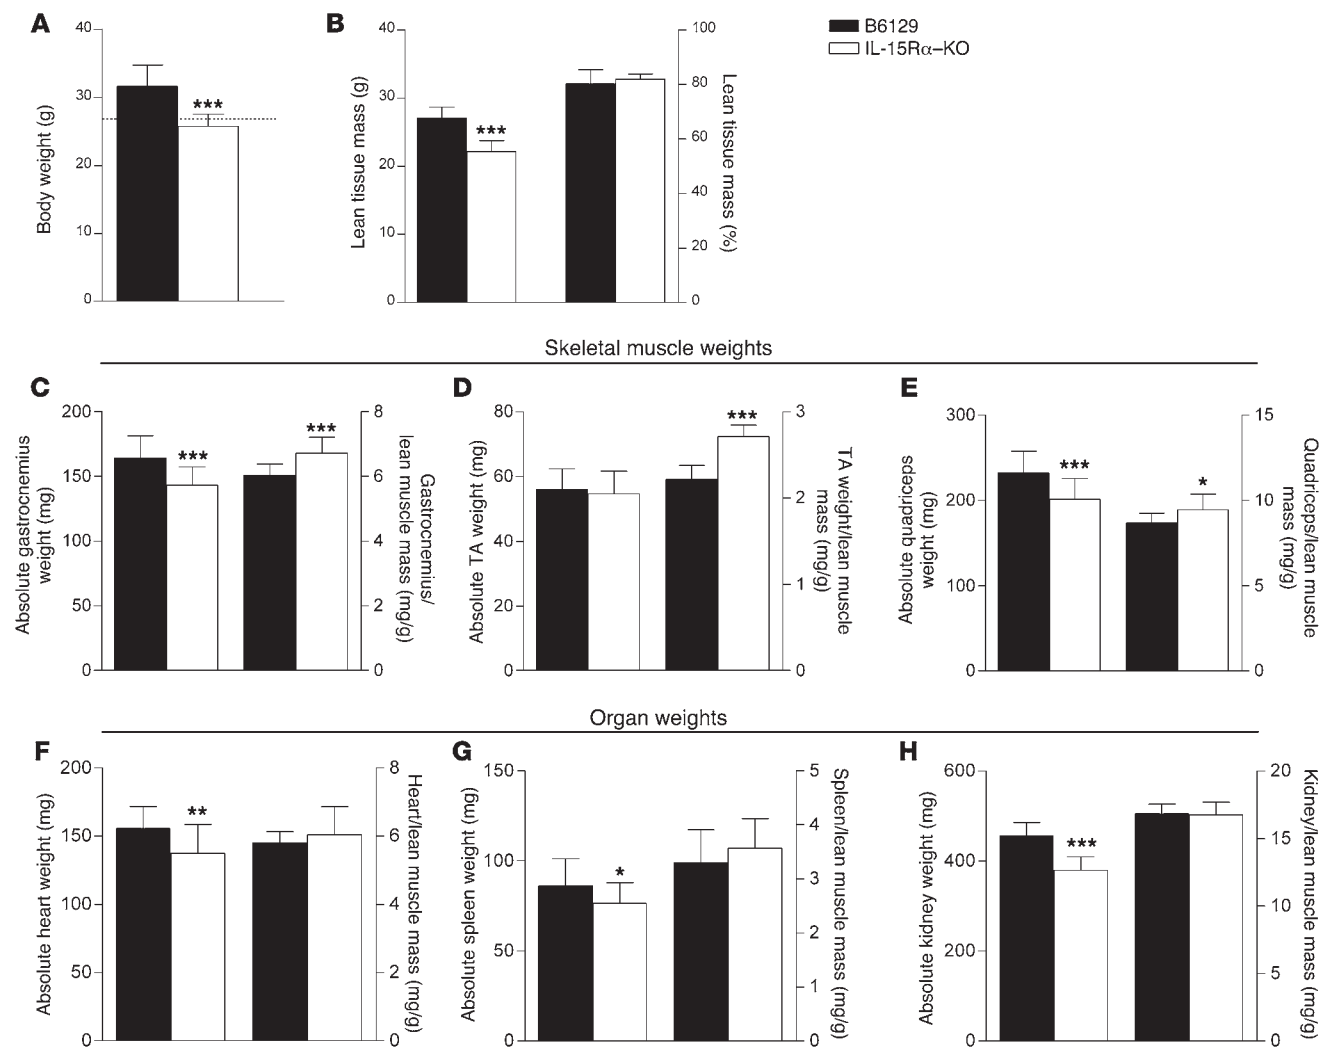 A
Body weight (g)
40
30
20
10
0
***
B
Lean tissue mass (g)
40
30
20
10
0
***
100
80
60
40
20
0
Lean tissue mass (%)
B6129
IL-15Rα–KO
Skeletal muscle weights
C
Absolute gastrocnemius
weight (mg)
200
150
100
50
0
***
***
8
6
4
2
0
Gastrocnemius/
lean muscle mass (mg/g)
D
Absolute TA weight (mg)
80
60
40
20
0
***
3
2
1
0
TA weight/lean muscle
mass (mg/g)
E
Absolute quadriceps
weight (mg)
300
200
100
0
***
*
15
10
5
0
Quadriceps/lean muscle
mass (mg/g)
Organ weights
F
Absolute heart weight (mg)
200
150
100
50
0
**
8
6
4
2
0
Heart/lean muscle mass (mg/g)
G
Absolute spleen weight (mg)
150
100
50
0
*
5
4
3
2
1
0
Spleen/lean muscle mass (mg/g)
H
Absolute kidney weight (mg)
600
400
200
0
***
20
15
10
5
0
Kidney/lean muscle mass (mg/g)